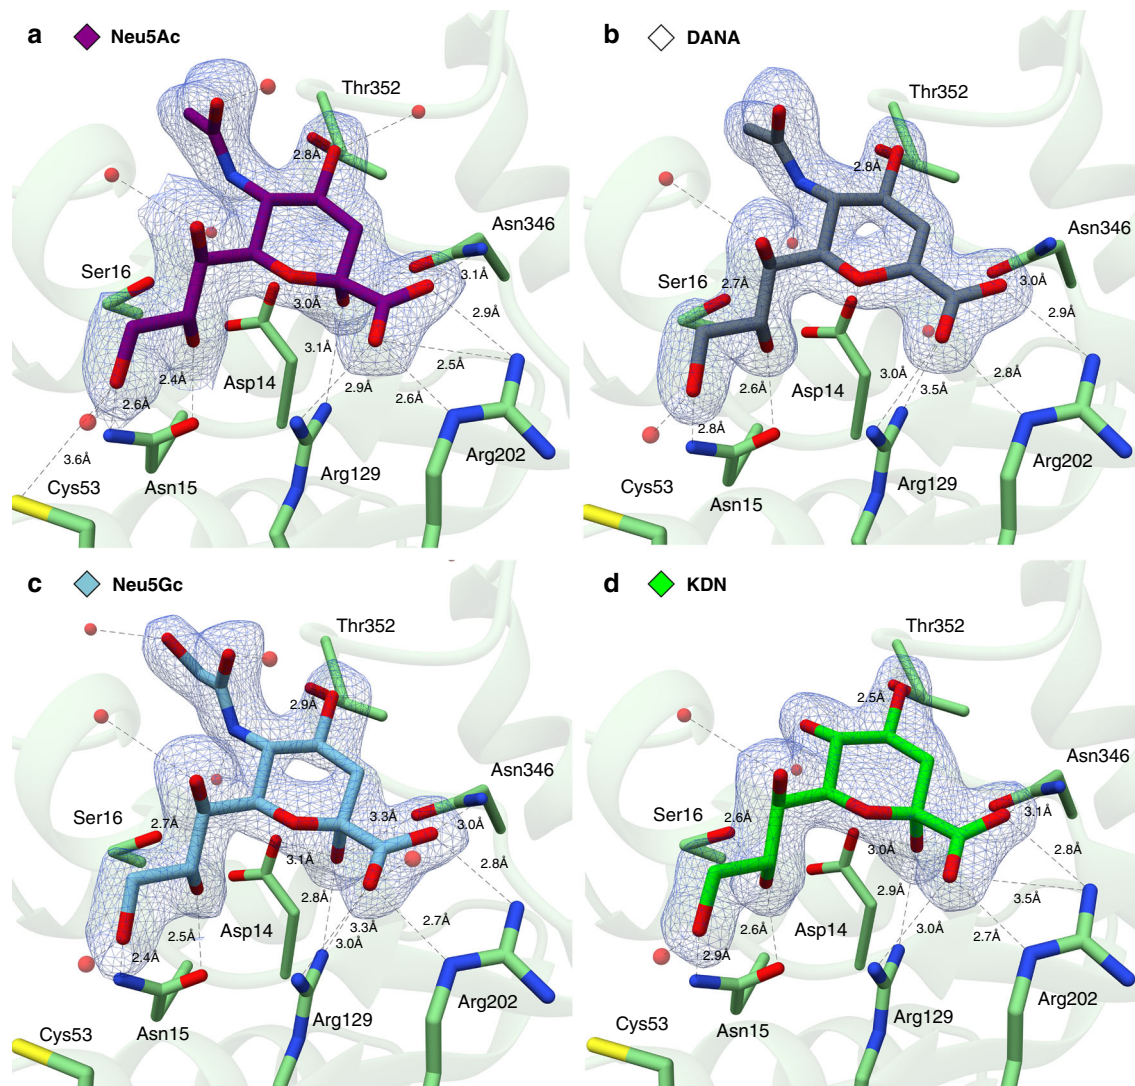 a Neu5Ac
Thr352
2.8Å
Asn346
3.1Å
Ser16
3.0Å
2.9Å
3.1Å
2.5Å
Asp14
2.4Å
2.9Å
2.6Å
2.6Å
3.6Å
Arg202
Arg129
Asn15
Cys53
b DANA
Thr352
2.8Å
Asn346
3.0Å
Ser16
2.7Å
2.9Å
3.0Å
2.8Å
2.6Å
Asp14
3.5Å
2.8Å
Arg202
Cys53
Arg129
Asn15
c Neu5Gc
Thr352
2.9Å
Asn346
3.3Å
3.0Å
Ser16
2.7Å
3.1Å
2.8Å
2.8Å
3.3Å
2.7Å
Asp14
2.5Å
3.0Å
2.4Å
Arg202
Arg129
Asn15
Cys53
d KDN
Thr352
2.5Å
Asn346
3.1Å
Ser16
2.6Å
3.0Å
2.8Å
2.9Å
3.5Å
2.6Å
Asp14
3.0Å
2.7Å
2.9Å
Arg202
Arg129
Asn15
Cys53